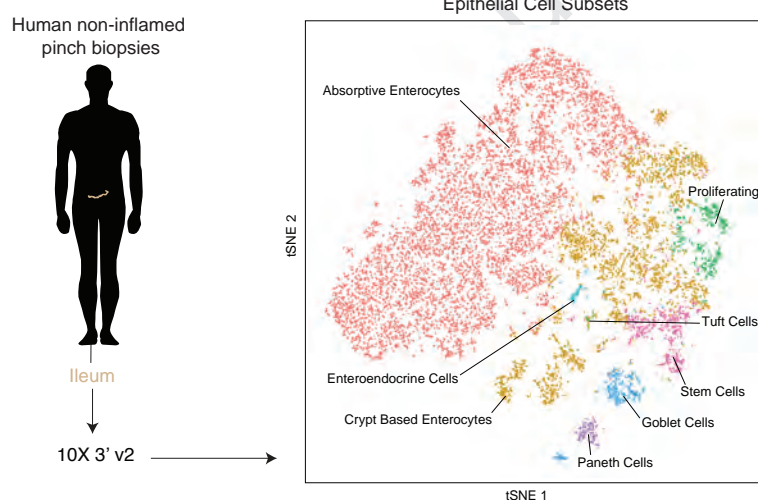 Epithelial Cell Subsets
Human non-inflamed
pinch biopsies
Absorptive Enterocytes
Proliferating
tSNE 2
Tuft Cells
Ileum
Enteroendocrine Cells
Stem Cells
Crypt Based Enterocytes
Goblet Cells
10X 3' v2
Paneth Cells
tSNE 1